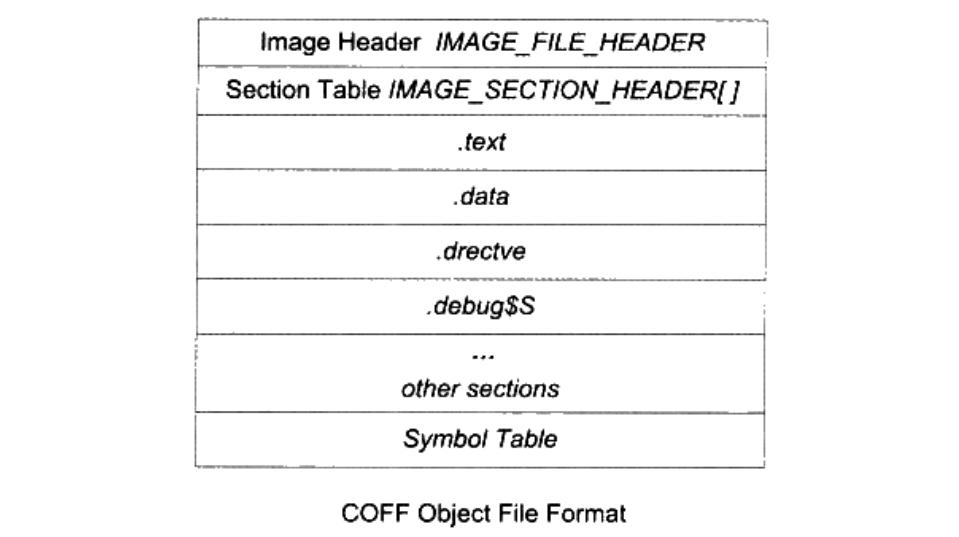 Image Header IMAGE_FILE_HEADER
Section Table IMAGE_SECTION_HEADER[ ]
.text
.data
.drectve
.debug$S
...
other sections
Symbol Table
COFF Object File Format